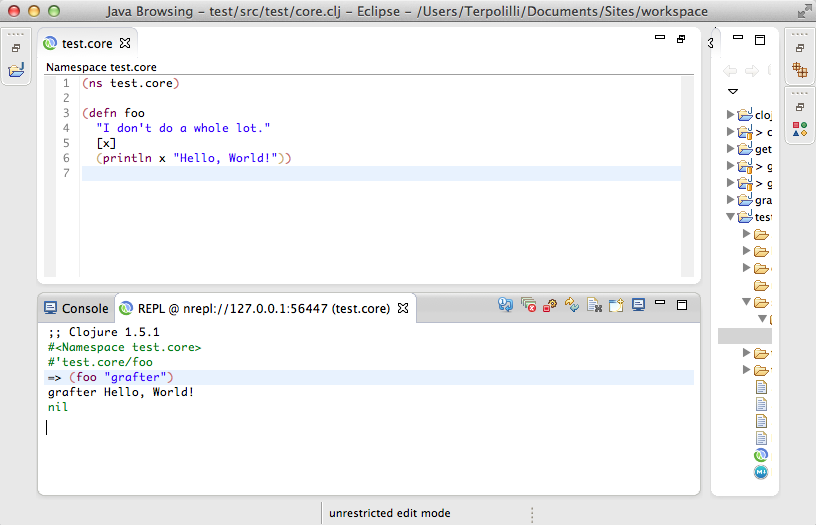 Java Browsing - test/src/test/core.clj - Eclipse - /Users/Terpolilli/Documents/Sites/workspace
test.core
Namespace test.core
1 (ns test.core)
2
3 (defn foo
4 "I don't do a whole lot."
5 [x]
6 (println x "Hello, World!"))
7
> c
get
> g
> g
gra
test
Console
REPL @ nrepl://127.0.0.1:56447 (test.core)
;; Clojure 1.5.1
#<Namespace test.core>
#'test.core/foo
=> (foo "grafter")
grafter Hello, World!
nil
unrestricted edit mode